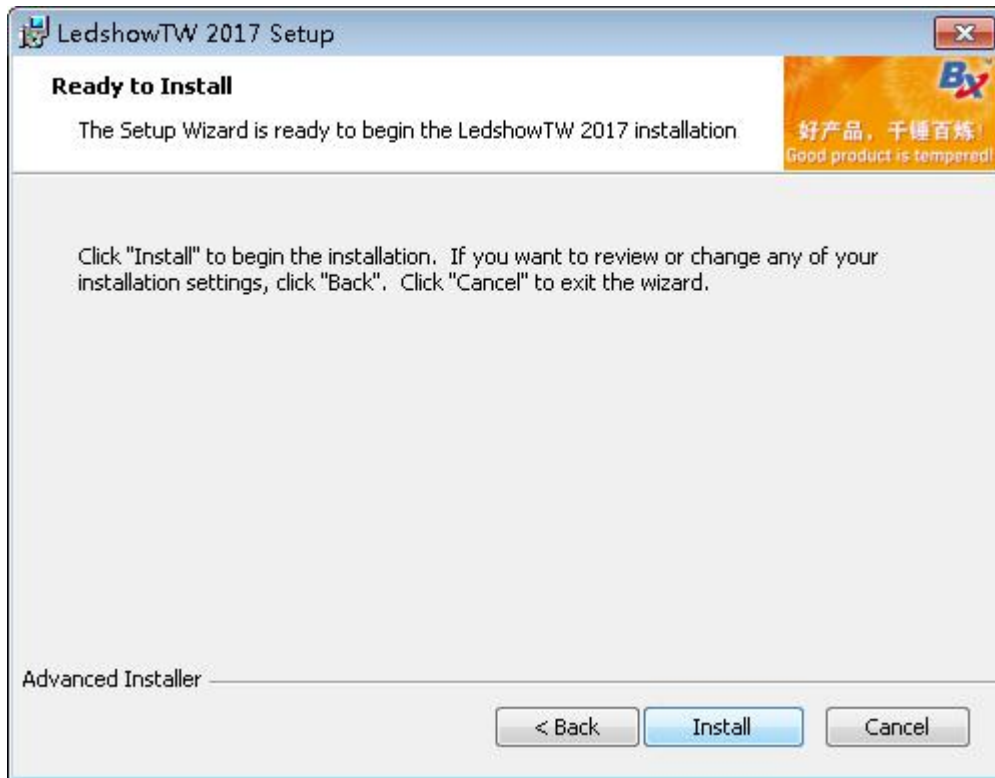 LedshowTW 2017 Setup
Ready to Install
The Setup Wizard is ready to begin the LedshowTW 2017 installation
BX
好产品，千锤百炼！
Good product is tempered!
Click "Install" to begin the installation.  If you want to review or change any of your
installation settings, click "Back".  Click "Cancel" to exit the wizard.
Advanced Installer
< Back
Install
Cancel